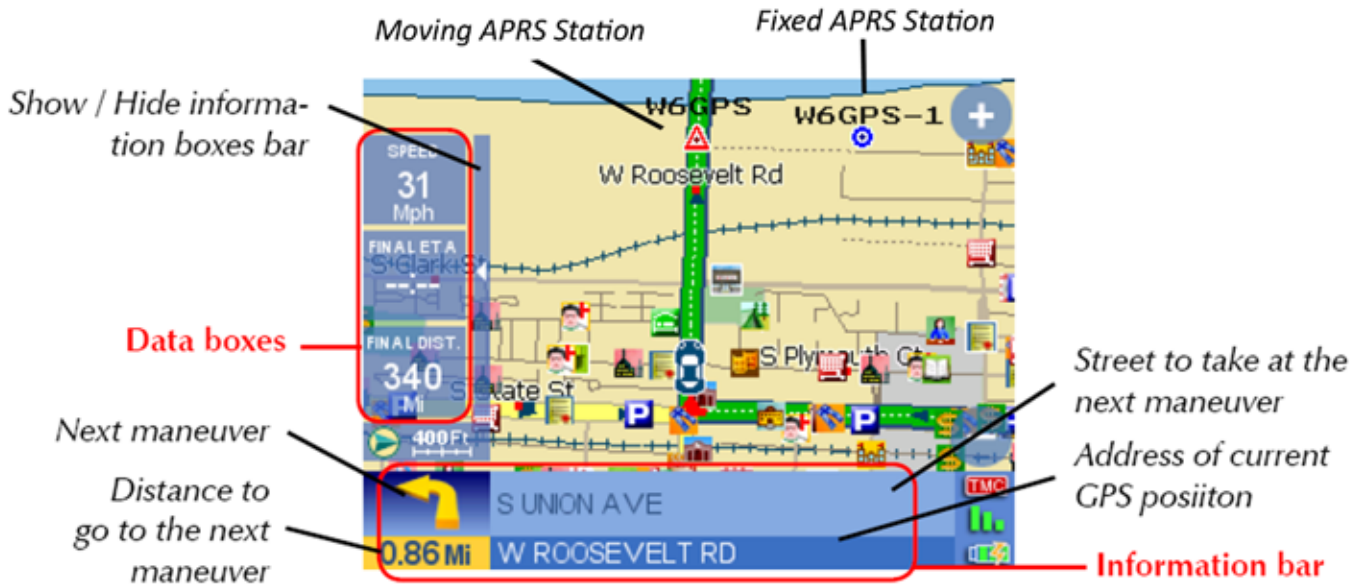 Moving APRS Station
Fixed APRS Station
Show / Hide informa-
tion boxes bar
W6GPS
W6GPS-1
+
SPEED
31
Mph
W Roosevelt Rd
FINAL ETA
--:--
S Clark St
Data boxes
FINAL DIST.
340
Mi
S Plymouth Ct
S State St
P
P
Street to take at the
next maneuver
Next maneuver
400Ft
Address of current
GPS posiiton
Distance to
go to the next
maneuver
S UNION AVE
TMC
0.86 Mi
W ROOSEVELT RD
Information bar